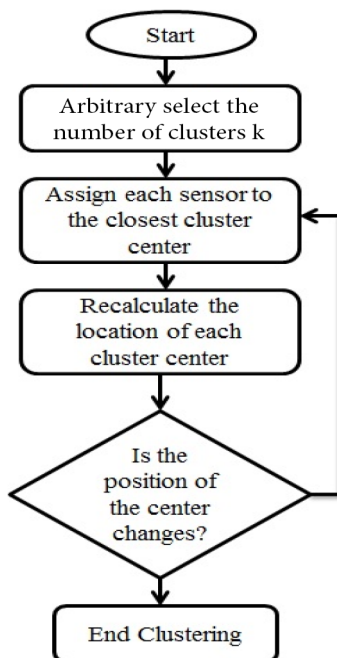 Start
Arbitrary select the
number of clusters k
Assign each sensor to
the closest cluster
center
Recalculate the
location of each
cluster center
Is the
position of
the center
changes?
End Clustering